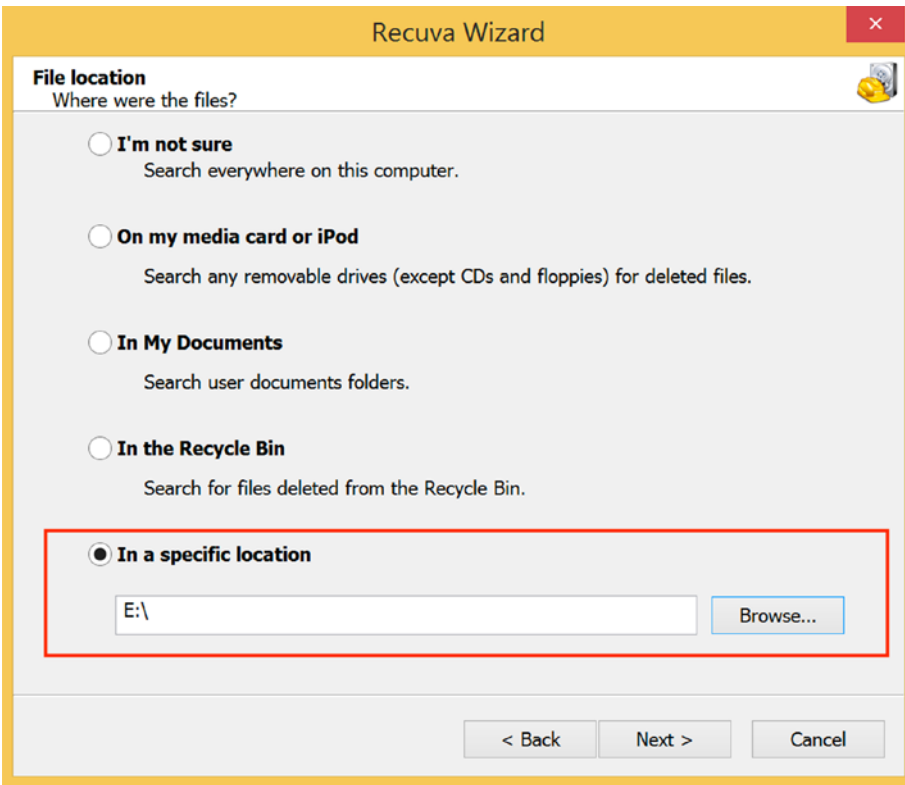 Recuva Wizard
File location
Where were the files?
I'm not sure
Search everywhere on this computer.
On my media card or iPod
Search any removable drives (except CDs and floppies) for deleted files.
In My Documents
Search user documents folders.
In the Recycle Bin
Search for files deleted from the Recycle Bin.
In a specific location
E:\
Browse...
< Back
Next >
Cancel